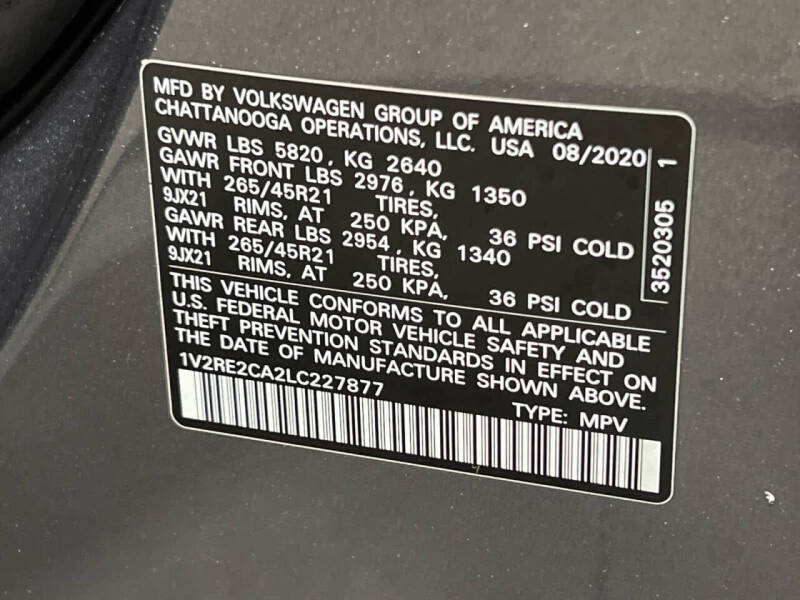 MFD BY VOLKSWAGEN GROUP OF AMERICA
CHATTANOOGA OPERATIONS, LLC. USA 08/2020
GVWR LBS 5820, KG 2640
GAWR FRONT LBS 2976, KG 1350
WITH 265/45R21 TIRES,
9JX21 RIMS, AT 250 KPA, 36 PSI COLD
GAWR REAR LBS 2954, KG 1340
WITH 265/45R21 TIRES,
9JX21 RIMS, AT 250 KPA, 36 PSI COLD
THIS VEHICLE CONFORMS TO ALL APPLICABLE
U.S. FEDERAL MOTOR VEHICLE SAFETY AND
THEFT PREVENTION STANDARDS IN EFFECT ON
THE DATE OF MANUFACTURE SHOWN ABOVE.
1V2RE2CA2LC227877 TYPE: MPV
3520305 1